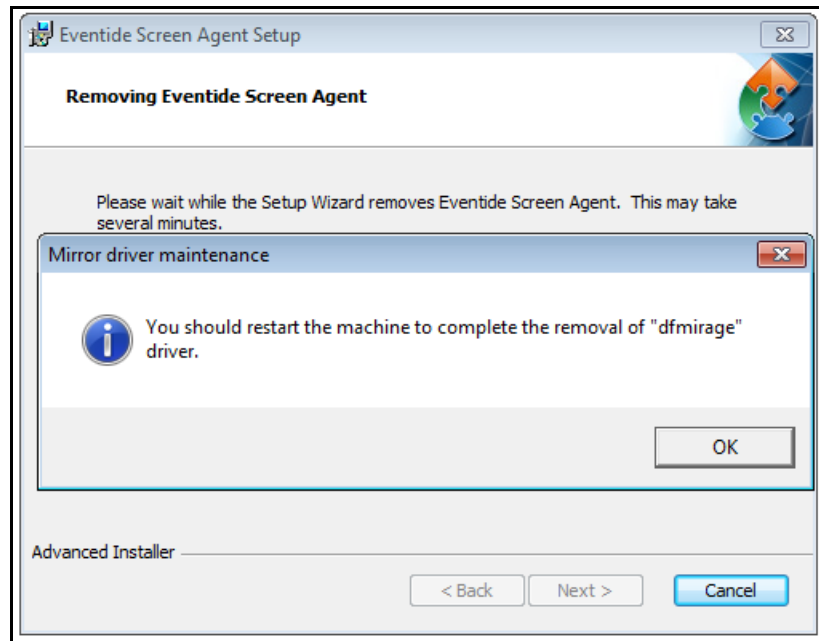 Eventide Screen Agent Setup
Removing Eventide Screen Agent
Please wait while the Setup Wizard removes Eventide Screen Agent. This may take
several minutes.
Mirror driver maintenance
You should restart the machine to complete the removal of "dfmirage"
driver.
OK
Advanced Installer
< Back
Next >
Cancel